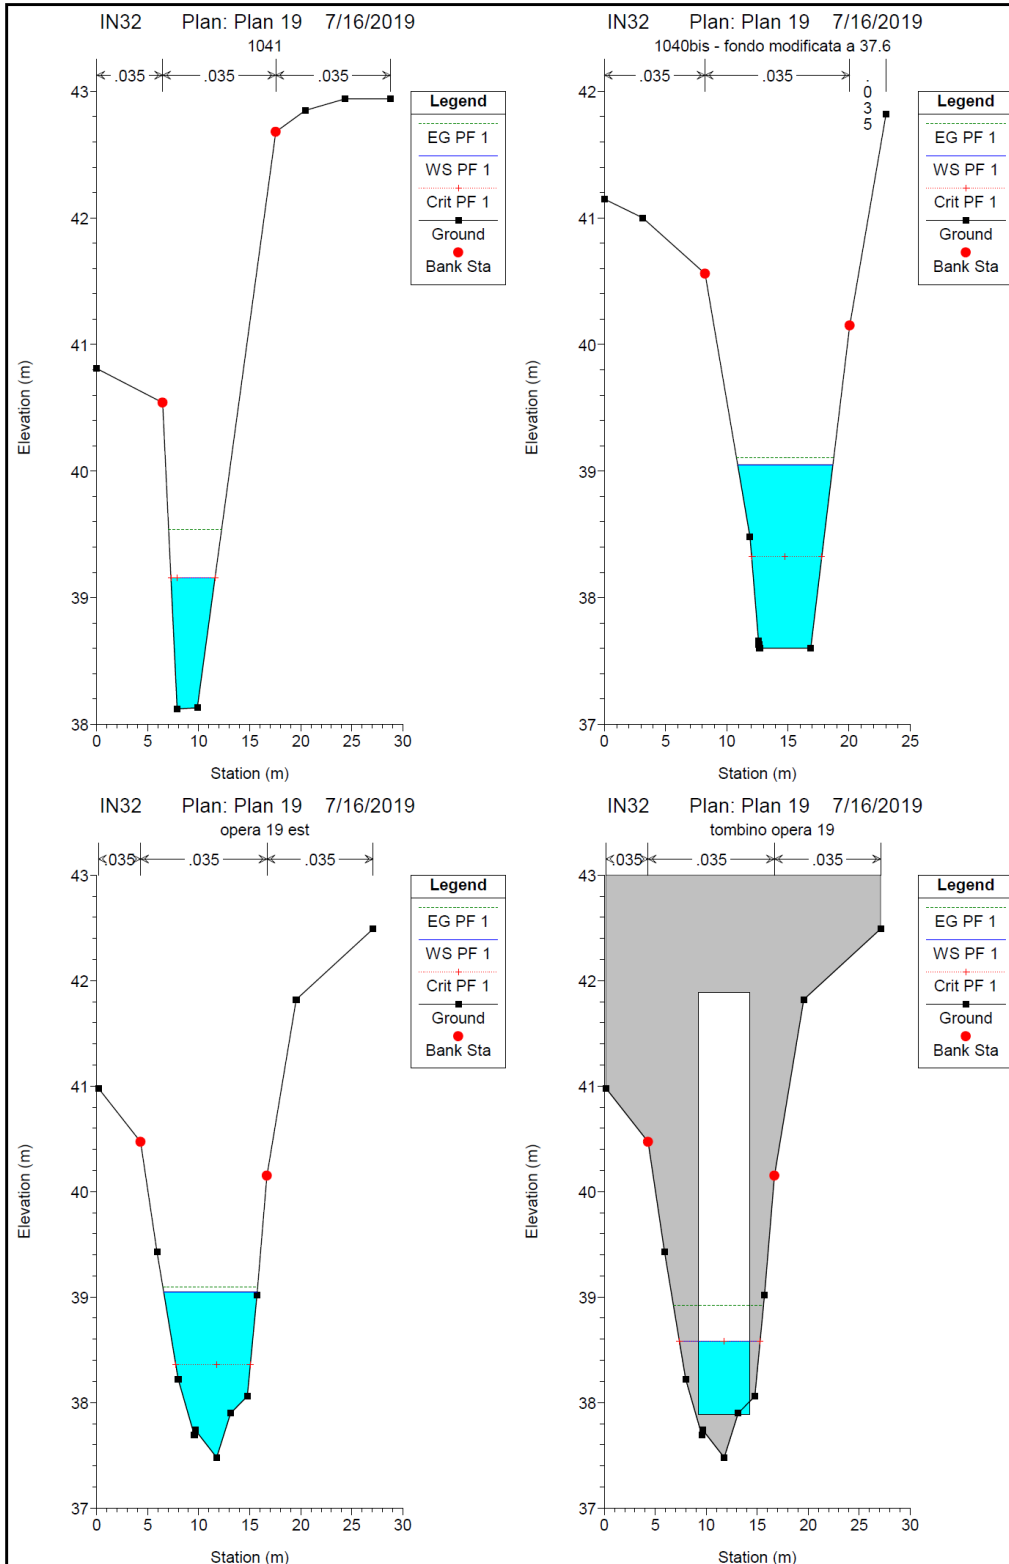 IN32 Plan: Plan 19 7/16/2019
1041
.035 .035 .035
Legend
EG PF 1
WS PF 1
Crit PF 1
Ground
Bank Sta
43
42
41
40
39
38
Elevation (m)
0 5 10 15 20 25 30
Station (m)
IN32 Plan: Plan 19 7/16/2019
1040bis - fondo modificata a 37.6
.035 .035 .035
Legend
EG PF 1
WS PF 1
Crit PF 1
Ground
Bank Sta
42
41
40
39
38
37
Elevation (m)
0 5 10 15 20 25
Station (m)
IN32 Plan: Plan 19 7/16/2019
opera 19 est
.035 .035 .035
Legend
EG PF 1
WS PF 1
Crit PF 1
Ground
Bank Sta
43
42
41
40
39
38
37
Elevation (m)
0 5 10 15 20 25 30
Station (m)
IN32 Plan: Plan 19 7/16/2019
tombino opera 19
.035 .035 .035
Legend
EG PF 1
WS PF 1
Crit PF 1
Ground
Bank Sta
43
42
41
40
39
38
37
Elevation (m)
0 5 10 15 20 25 30
Station (m)